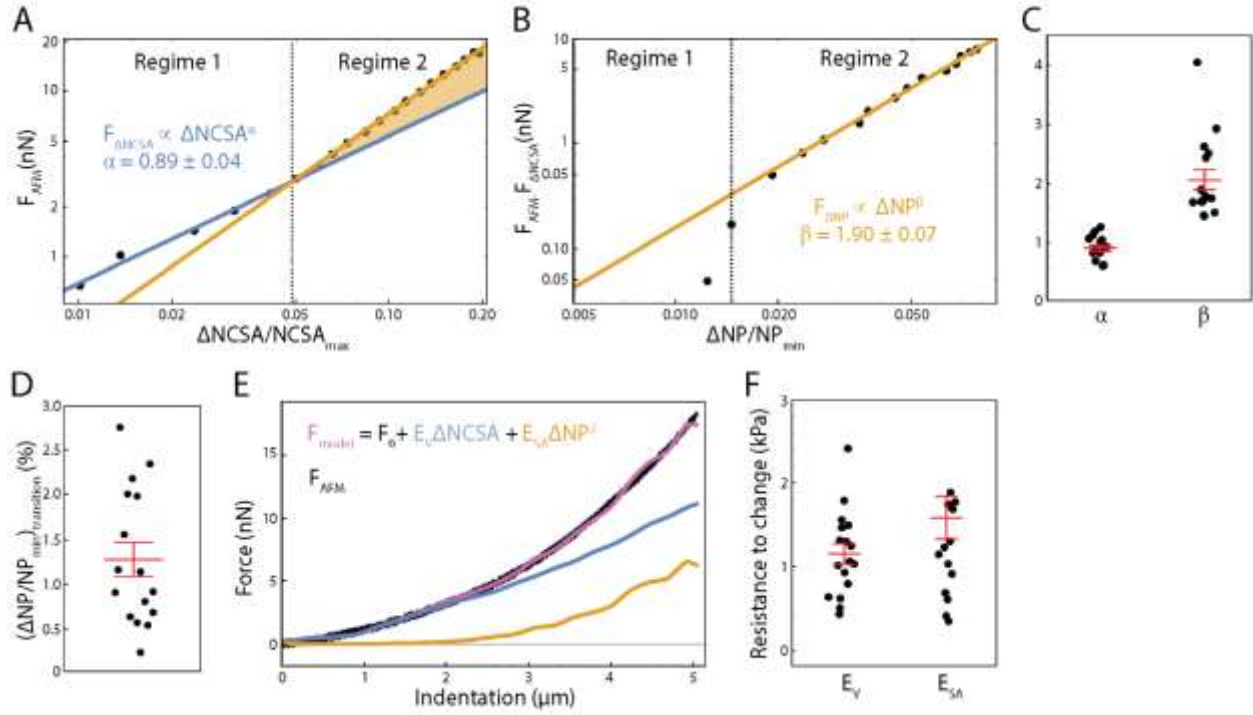 A
Regime 1
Regime 2
F_ΔNCSA ∝ ΔNCSA^α
α = 0.89 ± 0.04
F_AFM (nN)
20
10
5
2
1
0.01
0.02
0.05
0.10
0.20
ΔNCSA/NCSA_max
B
Regime 1
Regime 2
F_ΔNP ∝ ΔNP^β
β = 1.90 ± 0.07
F_AFM-F_ΔNCSA (nN)
10
5
1
0.05
0.10
0.05
0.005
0.010
0.020
0.050
ΔNP/NP_min
C
4
3
2
1
0
α
β
D
(ΔNP/NP_min)_transition (%)
3.0
2.5
2.0
1.5
1.0
0.5
0
E
F_model = F_0 + E_VΔNCSA + E_SAΔNP²
F_AFM
Force (nN)
15
10
5
0
0
1
2
3
4
5
Indentation (μm)
F
Resistance to change (kPa)
3
2
1
0
E_V
E_SA